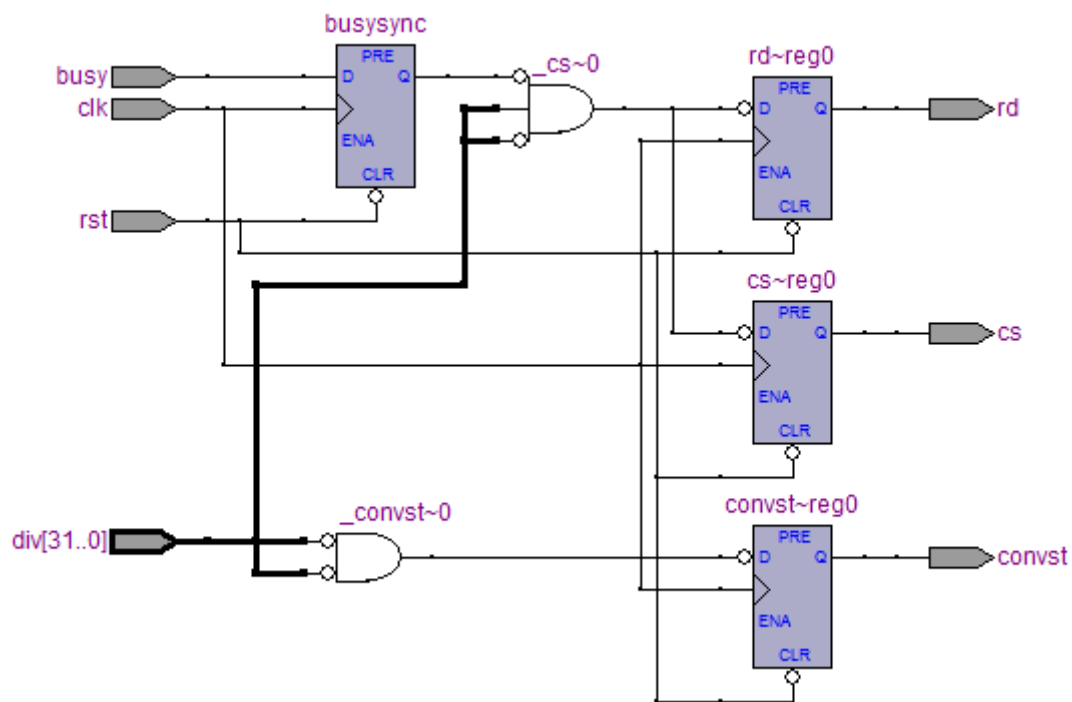 busysync
busy
clk
rst
PRE
D
Q
ENA
CLR
_cs~0
rd~reg0
PRE
D
Q
ENA
CLR
rd
cs~reg0
PRE
D
Q
ENA
CLR
cs
div[31..0]
_convst~0
convst~reg0
PRE
D
Q
ENA
CLR
convst